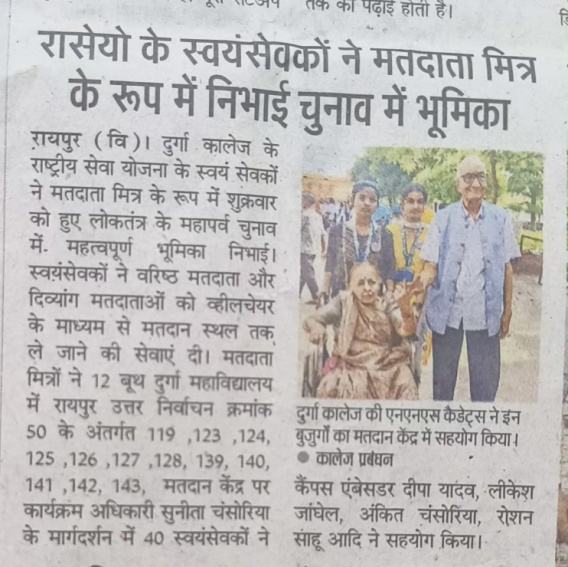 तक की पढ़ाई होती है।
रासेयो के स्वयंसेवकों ने मतदाता मित्र
के रूप में निभाई चुनाव में भूमिका
रायपुर (वि)। दुर्गा कालेज के
राष्ट्रीय सेवा योजना के स्वयं सेवकों
ने मतदाता मित्र के रूप में शुक्रवार
को हुए लोकतंत्र के महापर्व चुनाव
में. महत्वपूर्ण भूमिका निभाई।
स्वयंसेवकों ने वरिष्ठ मतदाता और
दिव्यांग मतदाताओं को व्हीलचेयर
के माध्यम से मतदान स्थल तक
ले जाने की सेवाएं दी। मतदाता
मित्रों ने 12 बूथ दुर्गा महाविद्यालय
में रायपुर उत्तर निर्वाचन क्रमांक
50 के अंतर्गत 119 ,123 ,124,
125 ,126 ,127 ,128, 139, 140,
141 ,142, 143, मतदान केंद्र पर
कार्यक्रम अधिकारी सुनीता चंसोरिया
के मार्गदर्शन में 40 स्वयंसेवकों ने
दुर्गा कालेज की एनएनएस कैडेट्स ने इन
बुजुर्गों का मतदान केंद्र में सहयोग किया।
● कालेज प्रबंधन
कैंपस एंबेसडर दीपा यादव, लीकेश
जांघेल, अंकित चंसोरिया, रोशन
साहू आदि ने सहयोग किया।